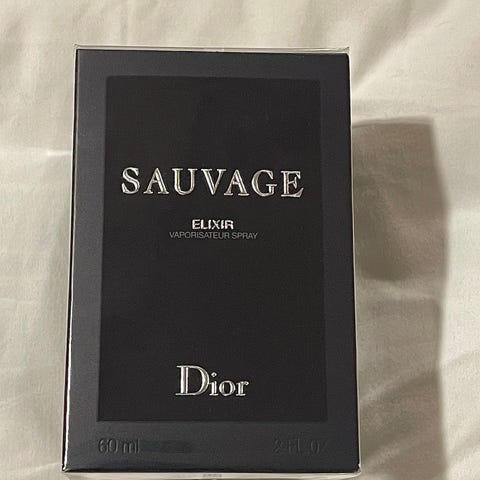 SAUVAGE
ELIXIR
VAPORISATEUR SPRAY
Dior
60 ml 2 Fl. oz